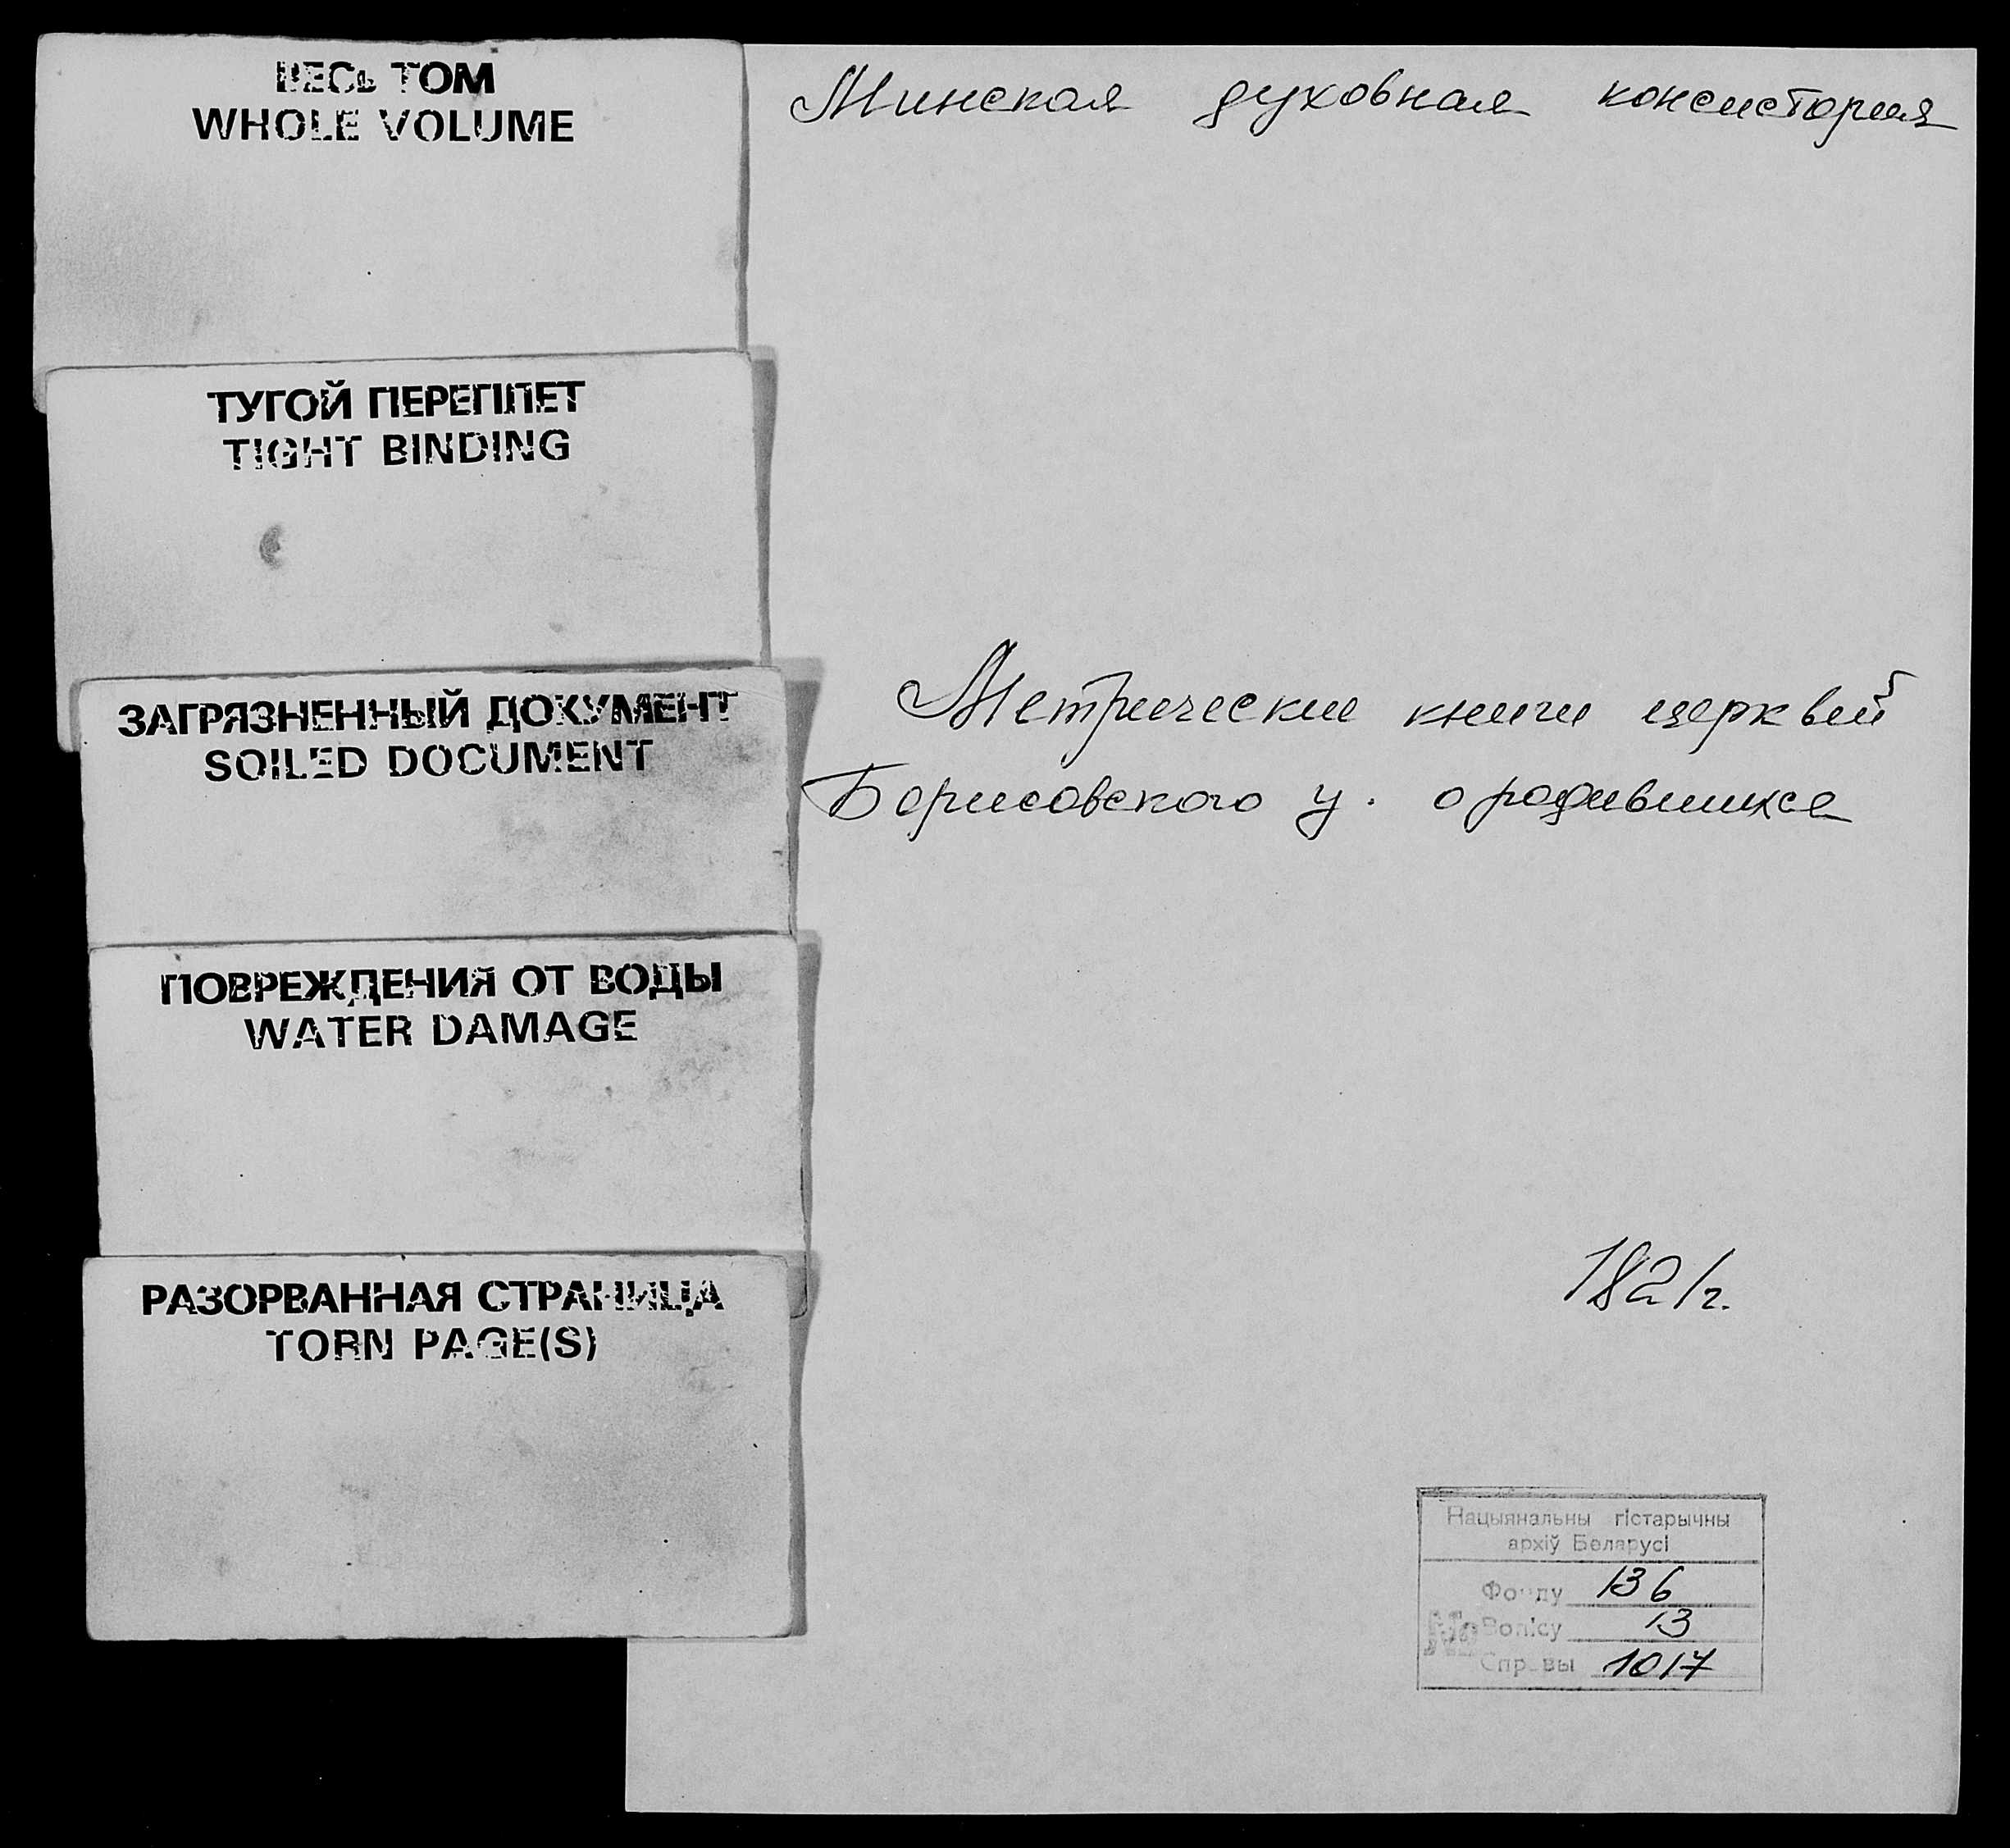 ВЕСЬ ТОМ
WHOLE VOLUME
ТУГОЙ ПЕРЕПЛЕТ
TIGHT BINDING
ЗАГРЯЗНЕННЫЙ ДОКУМЕНТ
SOILED DOCUMENT
ПОВРЕЖДЕНИЯ ОТ ВОДЫ
WATER DAMAGE
РАЗОРВАННАЯ СТРАНИЦА
TORN PAGE(S)
Минская духовная консистория
Метрические книги церквей
Борисовского у. о родившихся
1821г.
Нацыянальны гістарычны
архіў Беларусі
Фонду 136
№ Вопісу 13
Справы 1017